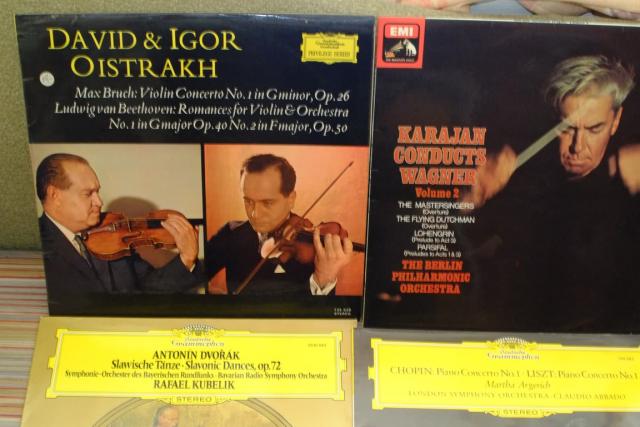 DAVID & IGOR
OISTRAKH
Max Bruch: Violin Concerto No. 1 in G minor, Op. 26
Ludwig van Beethoven: Romances for Violin & Orchestra
No. 1 in G major Op. 40 No. 2 in F major, Op. 50
PRIVILEGE SERIES
STEREO
EMI
KARAJAN
CONDUCTS
WAGNER
Volume 2
THE MASTERSINGERS
(Overture)
THE FLYING DUTCHMAN
(Overture)
LOHENGRIN
(Prelude to Act 3)
PARSIFAL
(Preludes to Acts 1 & 3)
THE BERLIN
PHILHARMONIC
ORCHESTRA
Deutsche
Grammophon
ANTONÍN DVOŘÁK
Slawische Tänze · Slavonic Dances, op. 72
Symphonie-Orchester des Bayerischen Rundfunks · Bavarian Radio Symphony Orchestra
RAFAEL KUBELIK
STEREO
Deutsche
Grammophon
CHOPIN: Piano Concerto No. 1 · LISZT: Piano Concerto No. 1
Martha Argerich
LONDON SYMPHONY ORCHESTRA · CLAUDIO ABBADO
STEREO